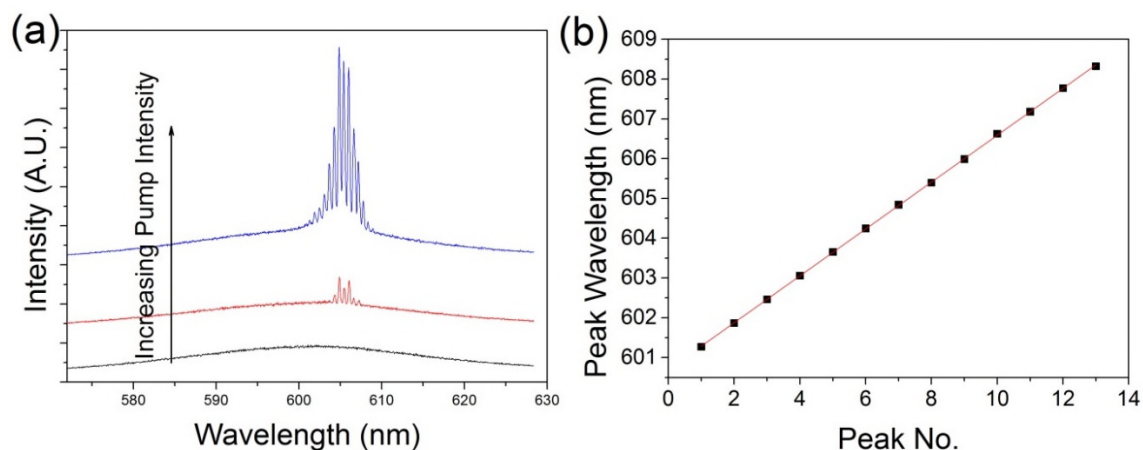 (a)
Intensity (A.U.)
Increasing Pump Intensity
580 590 600 610 620 630
Wavelength (nm)
(b)
Peak Wavelength (nm)
609
608
607
606
605
604
603
602
601
0 2 4 6 8 10 12 14
Peak No.